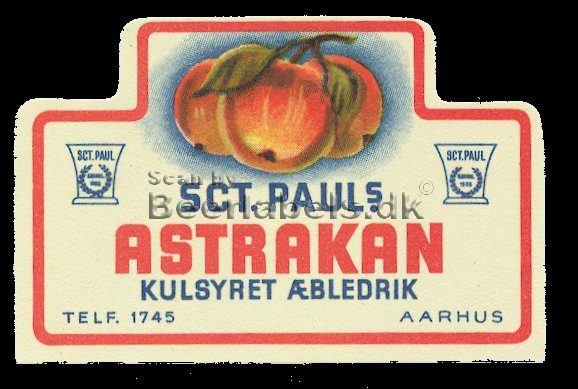 SCT. PAUL
SCT. PAUL
Scan by
SCT. PAULS
Beerlabels.dk ©
ASTRAKAN
KULSYRET ÆBLEDRIK
TELF. 1745
AARHUS